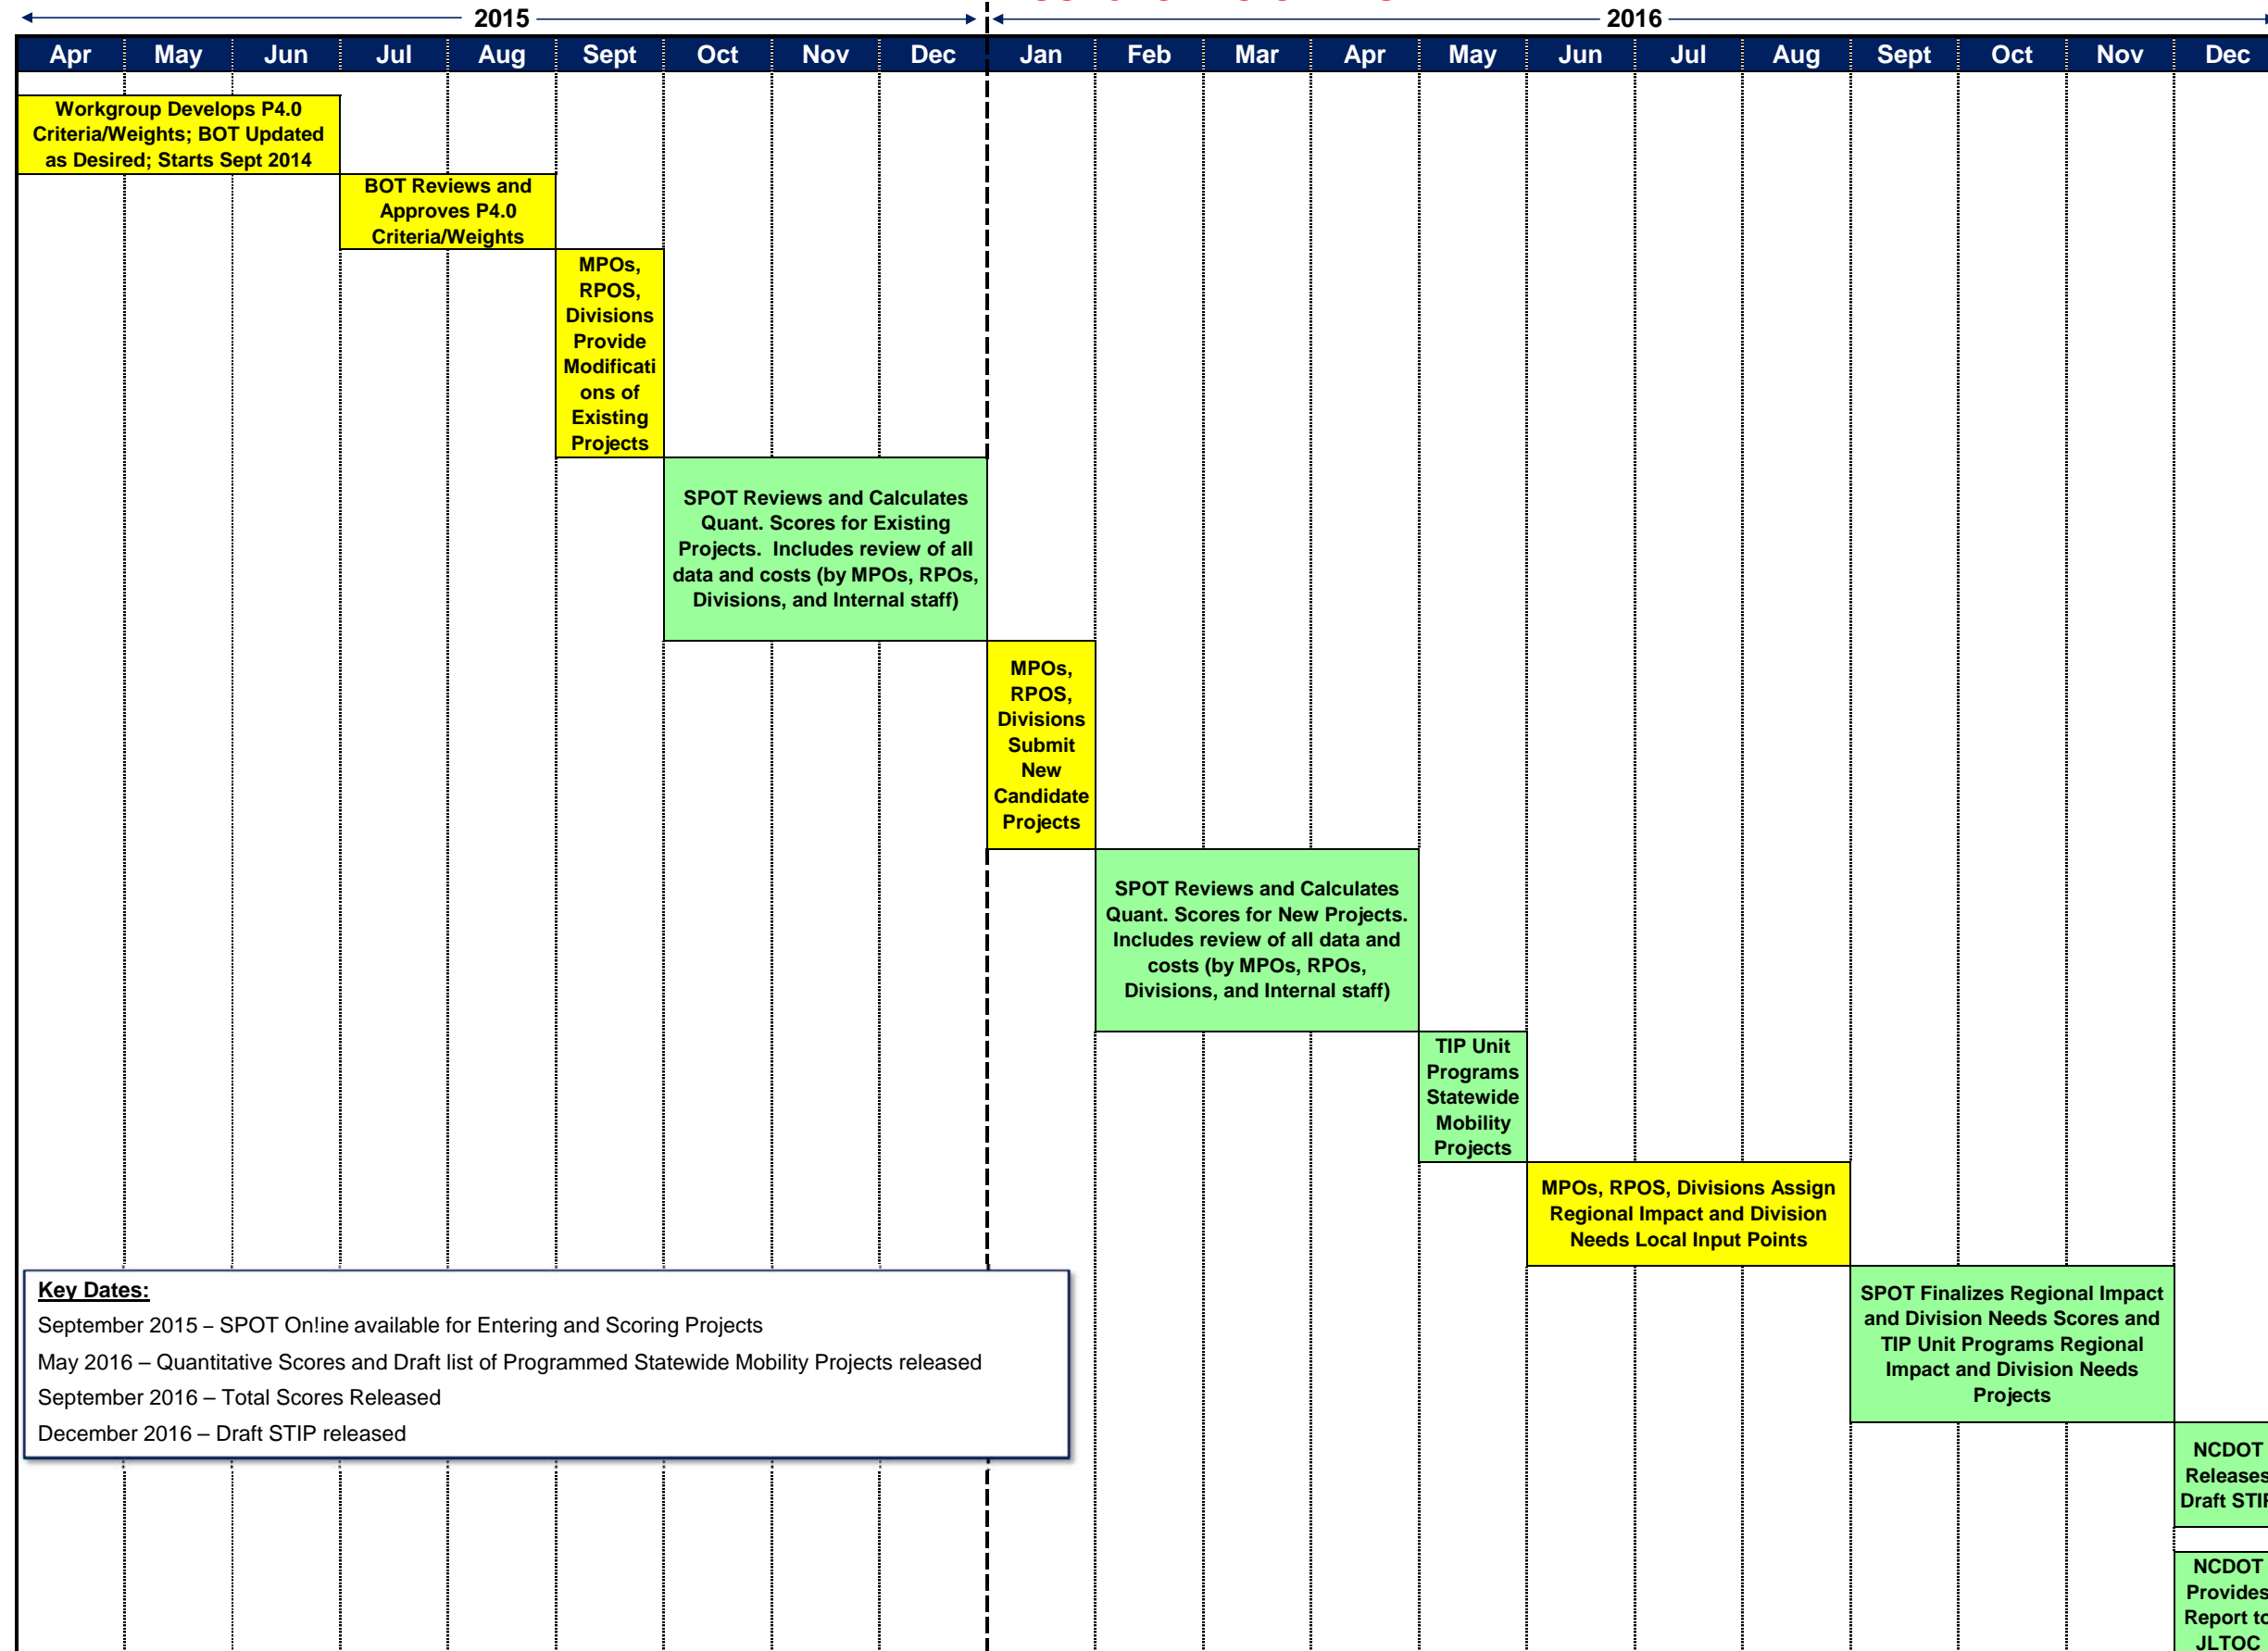 2015
2016
Apr May Jun Jul Aug Sept Oct Nov Dec Jan Feb Mar Apr May Jun Jul Aug Sept Oct Nov Dec
Workgroup Develops P4.0
Criteria/Weights; BOT Updated
as Desired; Starts Sept 2014
BOT Reviews and
Approves P4.0
Criteria/Weights
MPOs,
RPOS,
Divisions
Provide
Modificati
ons of
Existing
Projects
SPOT Reviews and Calculates
Quant. Scores for Existing
Projects. Includes review of all
data and costs (by MPOs, RPOs,
Divisions, and Internal staff)
MPOs,
RPOS,
Divisions
Submit
New
Candidate
Projects
SPOT Reviews and Calculates
Quant. Scores for New Projects.
Includes review of all data and
costs (by MPOs, RPOs,
Divisions, and Internal staff)
TIP Unit
Programs
Statewide
Mobility
Projects
MPOs, RPOS, Divisions Assign
Regional Impact and Division
Needs Local Input Points
SPOT Finalizes Regional Impact
and Division Needs Scores and
TIP Unit Programs Regional
Impact and Division Needs
Projects
Key Dates:
September 2015 – SPOT On!ine available for Entering and Scoring Projects
May 2016 – Quantitative Scores and Draft list of Programmed Statewide Mobility Projects released
September 2016 – Total Scores Released
December 2016 – Draft STIP released
NCDOT
Releases
Draft STIP
NCDOT
Provides
Report to
JLTOC